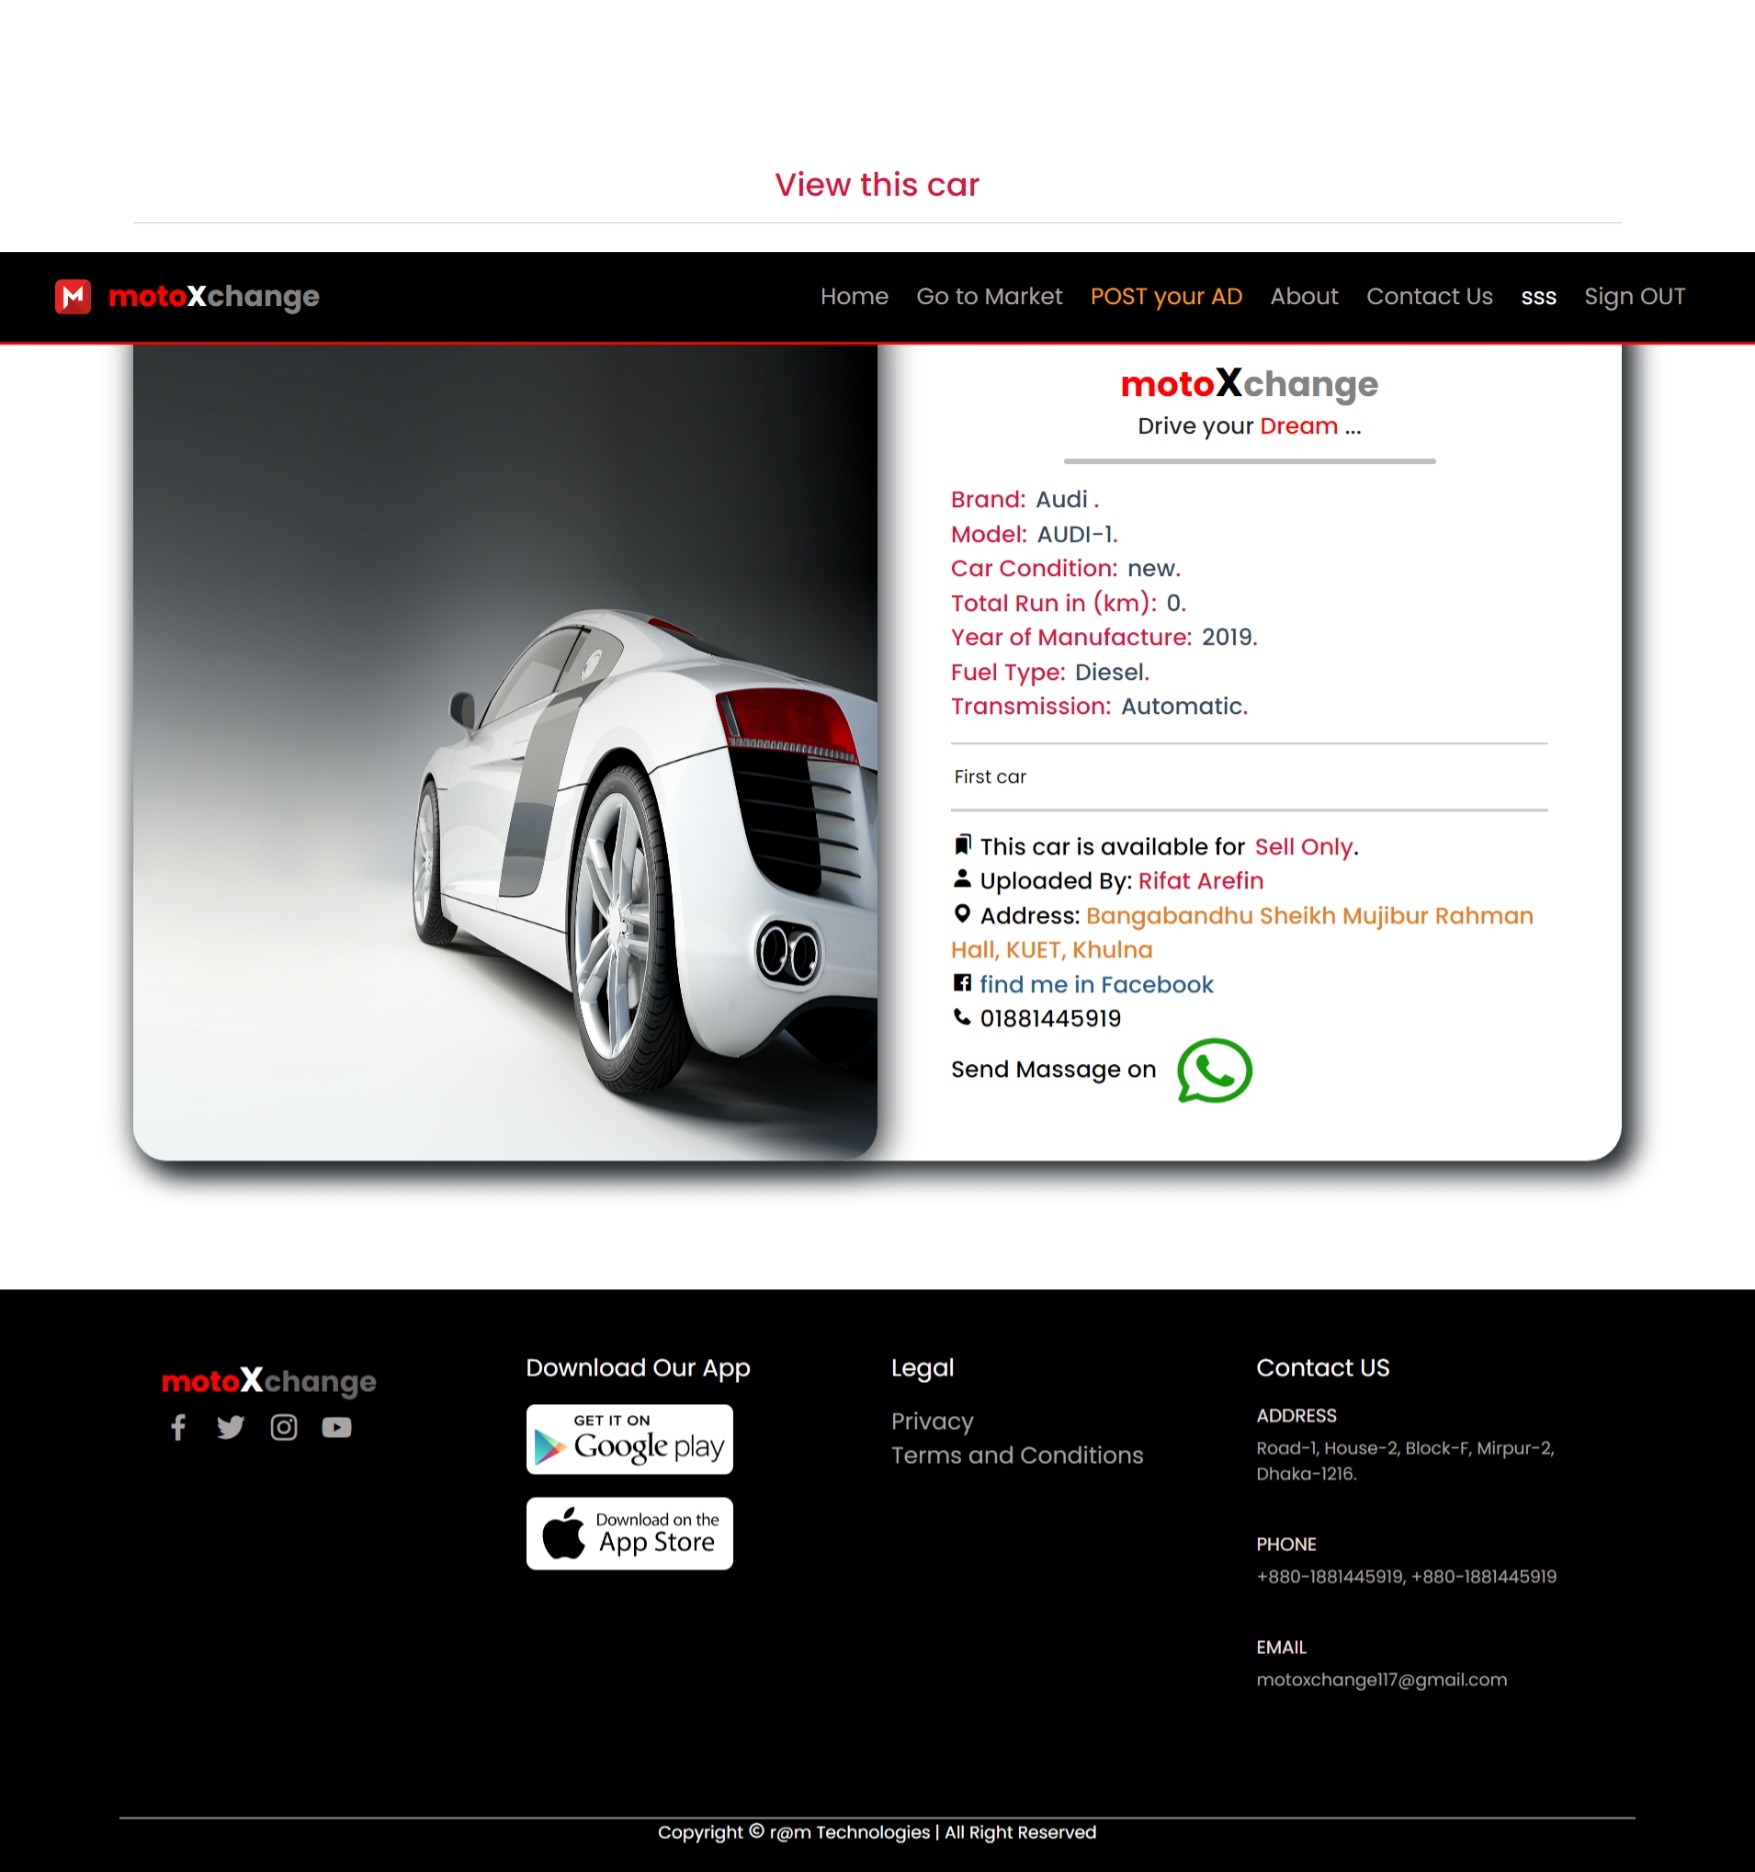 View this car
M motoXchange Home Go to Market POST your AD About Contact Us sss Sign OUT
motoXchange
Drive your Dream ...
Brand: Audi .
Model: AUDI-1.
Car Condition: new.
Total Run in (km): 0.
Year of Manufacture: 2019.
Fuel Type: Diesel.
Transmission: Automatic.
First car
This car is available for Sell Only.
Uploaded By: Rifat Arefin
Address: Bangabandhu Sheikh Mujibur Rahman
Hall, KUET, Khulna
find me in Facebook
01881445919
Send Massage on
motoXchange
Download Our App
GET IT ON
Google play
Download on the
App Store
Legal
Privacy
Terms and Conditions
Contact US
ADDRESS
Road-1, House-2, Block-F, Mirpur-2,
Dhaka-1216.
PHONE
+880-1881445919, +880-1881445919
EMAIL
motoxchange117@gmail.com
Copyright © r@m Technologies | All Right Reserved